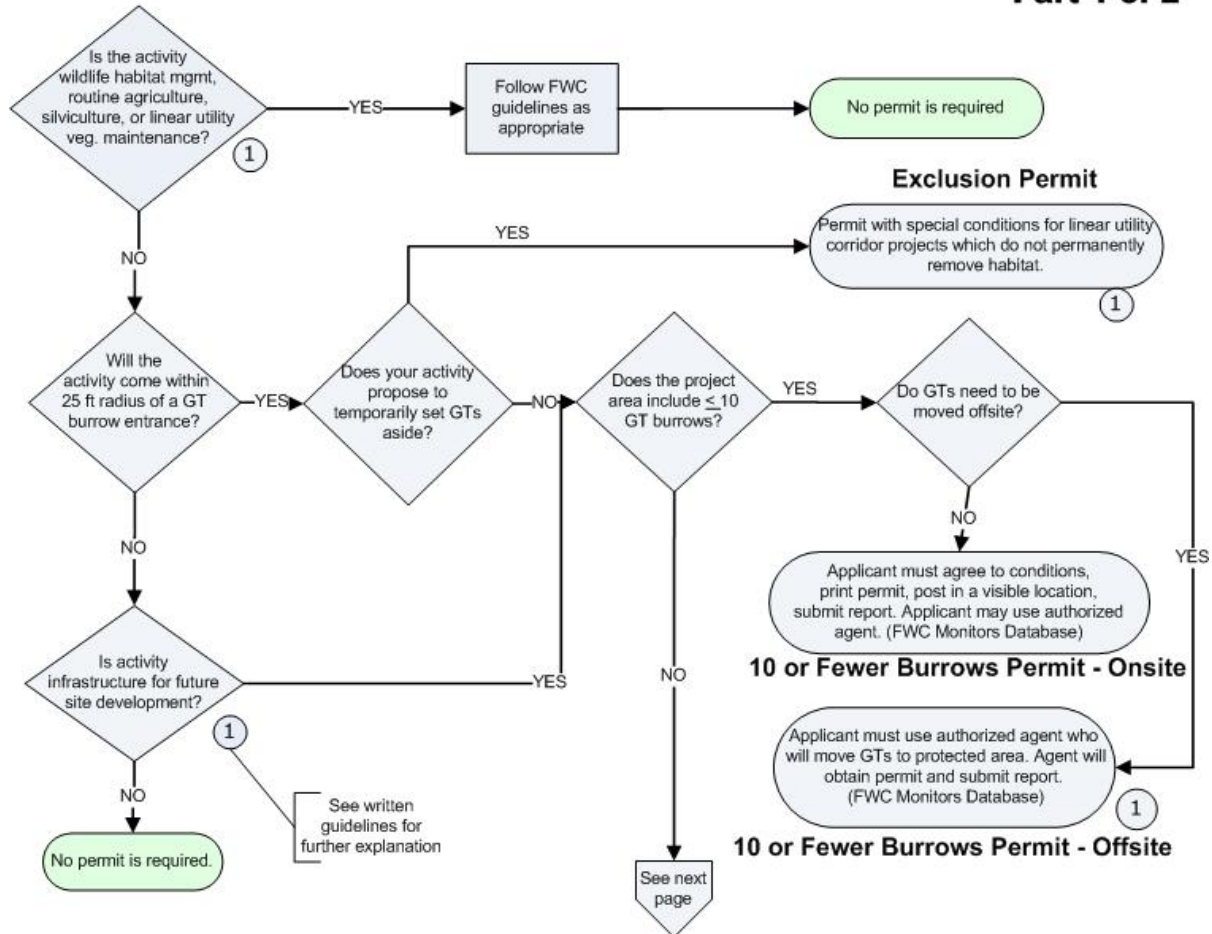 Part 1 of 2
Is the activity
wildlife habitat mgmt,
routine agriculture,
silviculture, or linear utility
veg. maintenance?
1
YES
Follow FWC
guidelines as
appropriate
No permit is required
NO
Exclusion Permit
YES
Permit with special conditions for linear utility
corridor projects which do not permanently
remove habitat.
1
Will the
activity come within
25 ft radius of a GT
burrow entrance?
YES
Does your activity
propose to
temporarily set GTs
aside?
NO
Does the project
area include ≤ 10
GT burrows?
YES
Do GTs need to be
moved offsite?
NO
YES
NO
Applicant must agree to conditions,
print permit, post in a visible location,
submit report. Applicant may use authorized
agent. (FWC Monitors Database)
10 or Fewer Burrows Permit - Onsite
Is activity
infrastructure for future
site development?
YES
1
NO
Applicant must use authorized agent who
will move GTs to protected area. Agent will
obtain permit and submit report.
(FWC Monitors Database)
1
10 or Fewer Burrows Permit - Offsite
NO
See written
guidelines for
further explanation
No permit is required.
See next
page